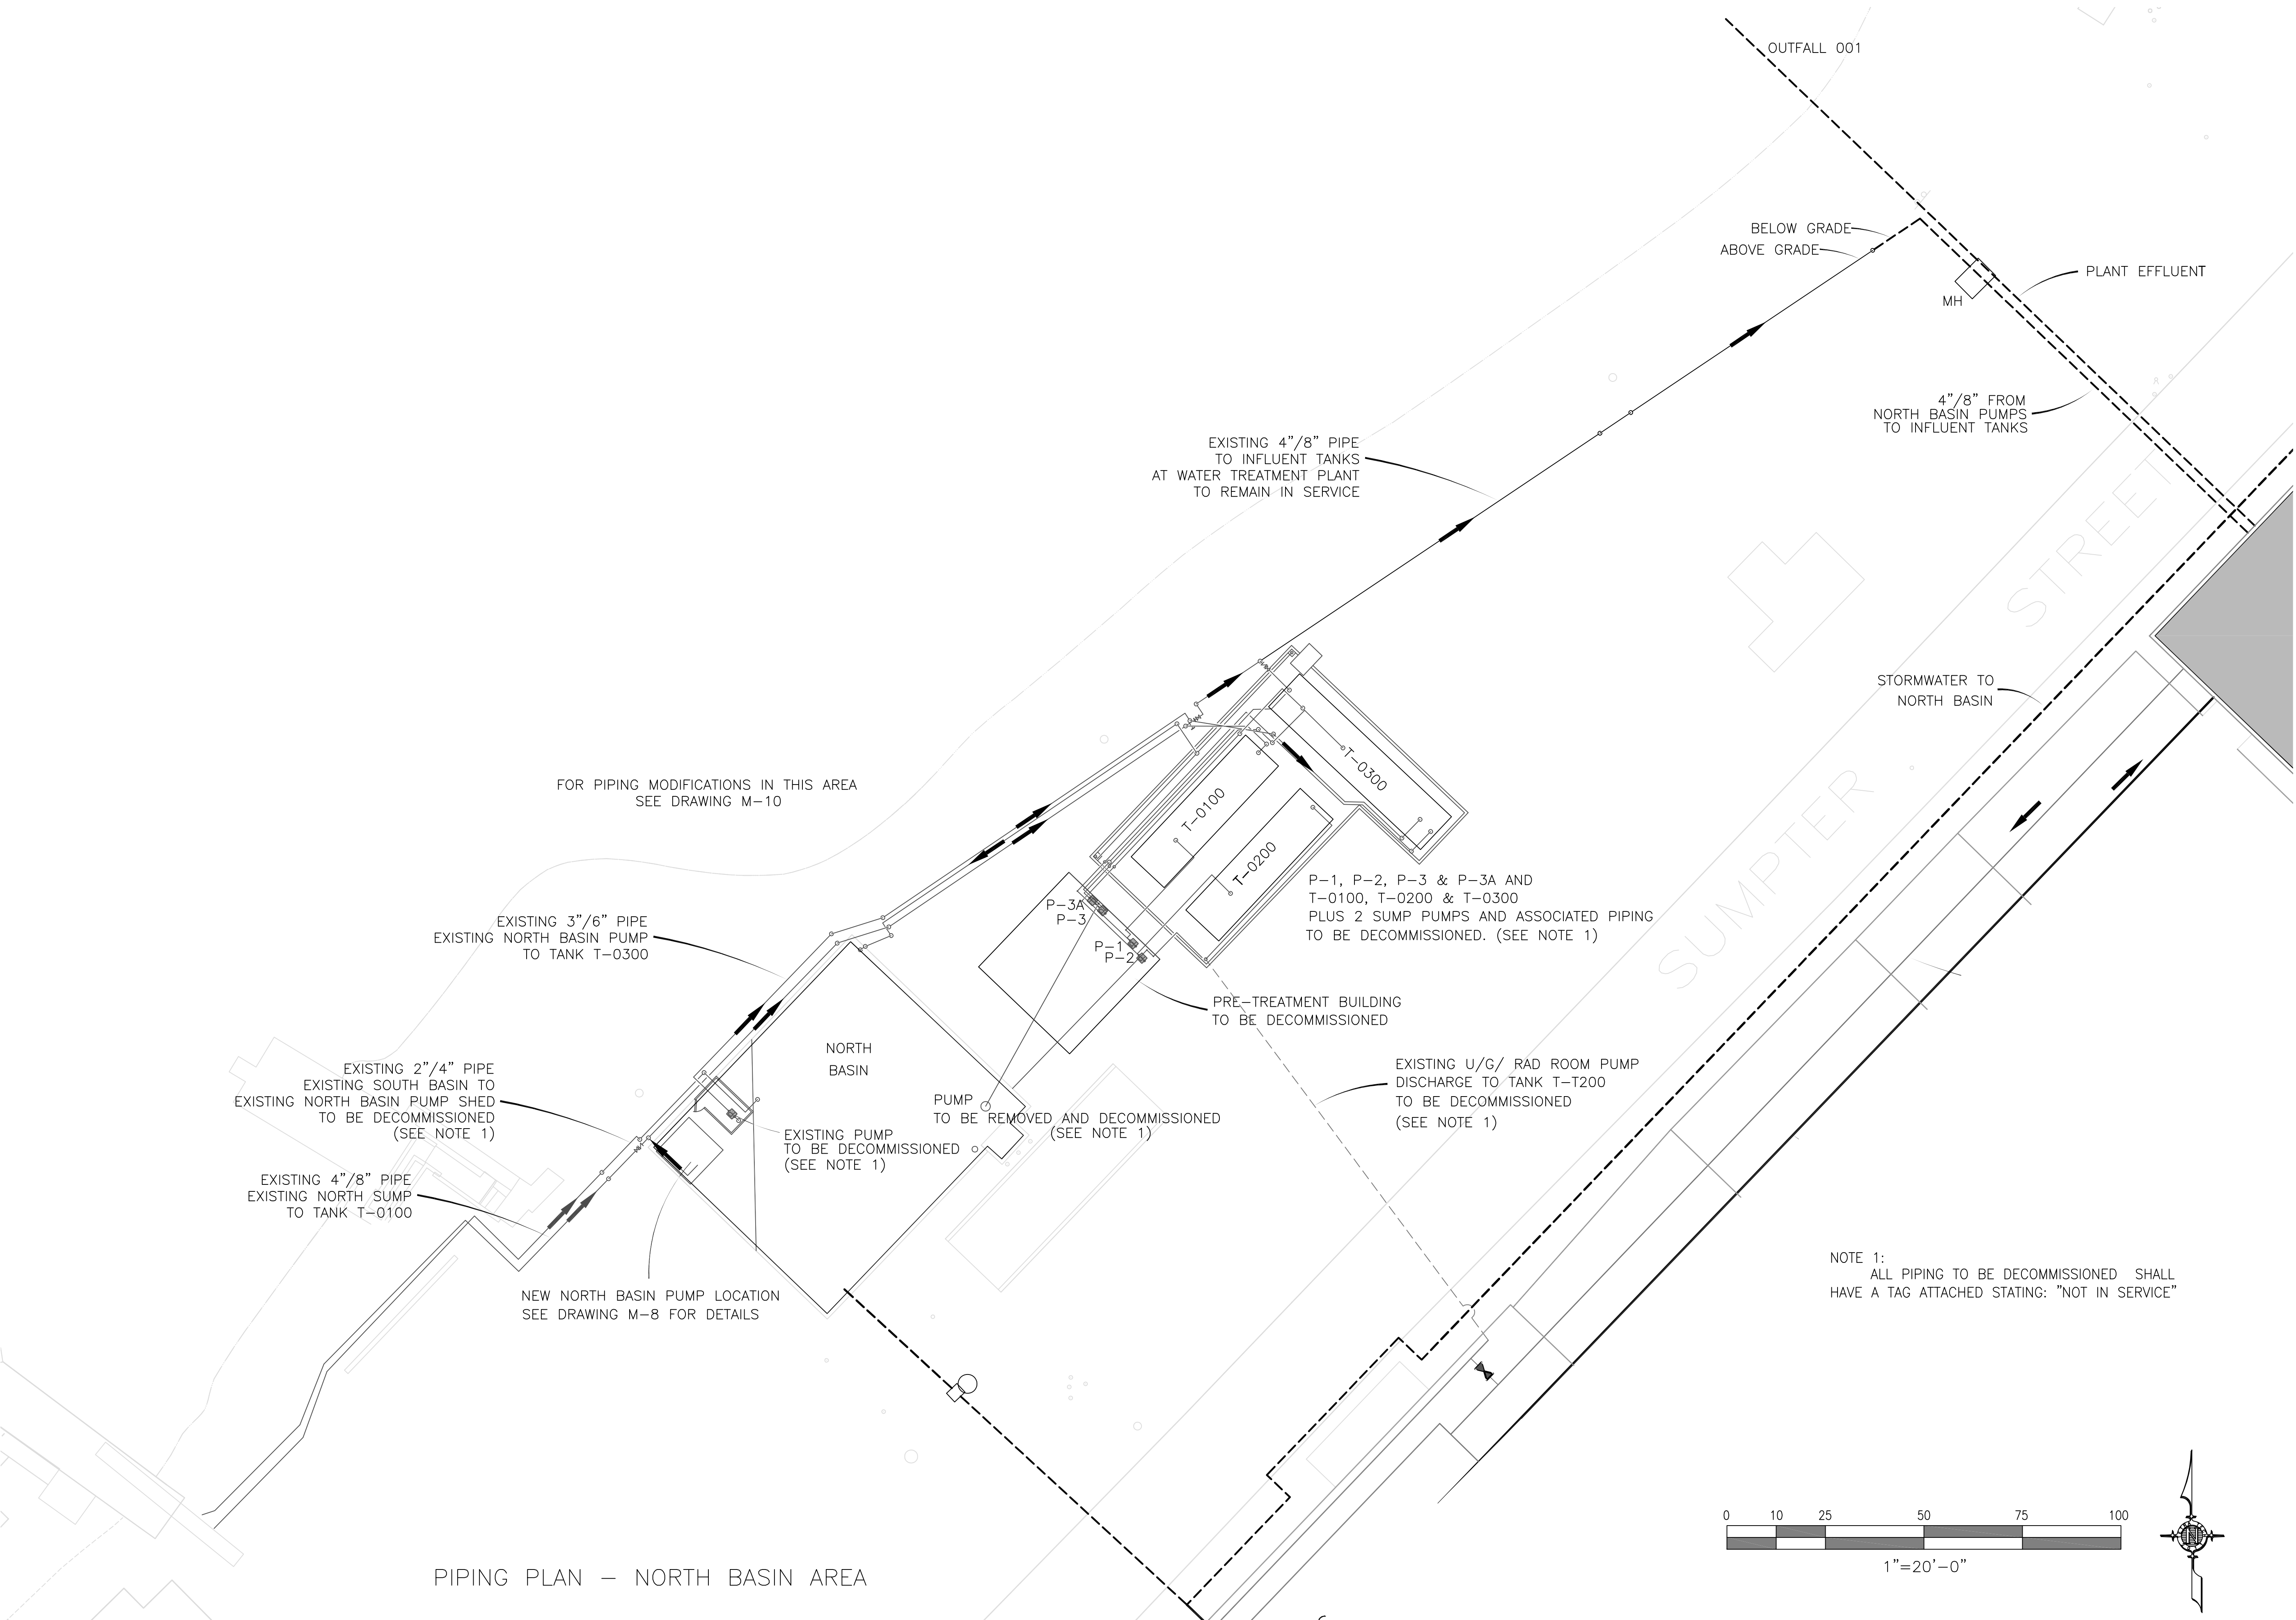 OUTFALL 001
BELOW GRADE
ABOVE GRADE
PLANT EFFLUENT
MH
4"/8" FROM
NORTH BASIN PUMPS
TO INFLUENT TANKS
EXISTING 4"/8" PIPE
TO INFLUENT TANKS
AT WATER TREATMENT PLANT
TO REMAIN IN SERVICE
SUMPTER STREET
STORMWATER TO
NORTH BASIN
FOR PIPING MODIFICATIONS IN THIS AREA
SEE DRAWING M-10
T-0300
T-0100
T-0200
P-1, P-2, P-3 & P-3A AND
T-0100, T-0200 & T-0300
PLUS 2 SUMP PUMPS AND ASSOCIATED PIPING
TO BE DECOMMISSIONED. (SEE NOTE 1)
P-3A
P-3
P-1
P-2
EXISTING 3"/6" PIPE
EXISTING NORTH BASIN PUMP
TO TANK T-0300
PRE-TREATMENT BUILDING
TO BE DECOMMISSIONED
NORTH
BASIN
EXISTING 2"/4" PIPE
EXISTING SOUTH BASIN TO
EXISTING NORTH BASIN PUMP SHED
TO BE DECOMMISSIONED
(SEE NOTE 1)
EXISTING U/G/ RAD ROOM PUMP
DISCHARGE TO TANK T-T200
TO BE DECOMMISSIONED
(SEE NOTE 1)
PUMP
TO BE REMOVED AND DECOMMISSIONED
(SEE NOTE 1)
EXISTING PUMP
TO BE DECOMMISSIONED
(SEE NOTE 1)
EXISTING 4"/8" PIPE
EXISTING NORTH SUMP
TO TANK T-0100
NEW NORTH BASIN PUMP LOCATION
SEE DRAWING M-8 FOR DETAILS
NOTE 1:
ALL PIPING TO BE DECOMMISSIONED SHALL
HAVE A TAG ATTACHED STATING: "NOT IN SERVICE"
0 10 25 50 75 100
1"=20'-0"
N
PIPING PLAN - NORTH BASIN AREA